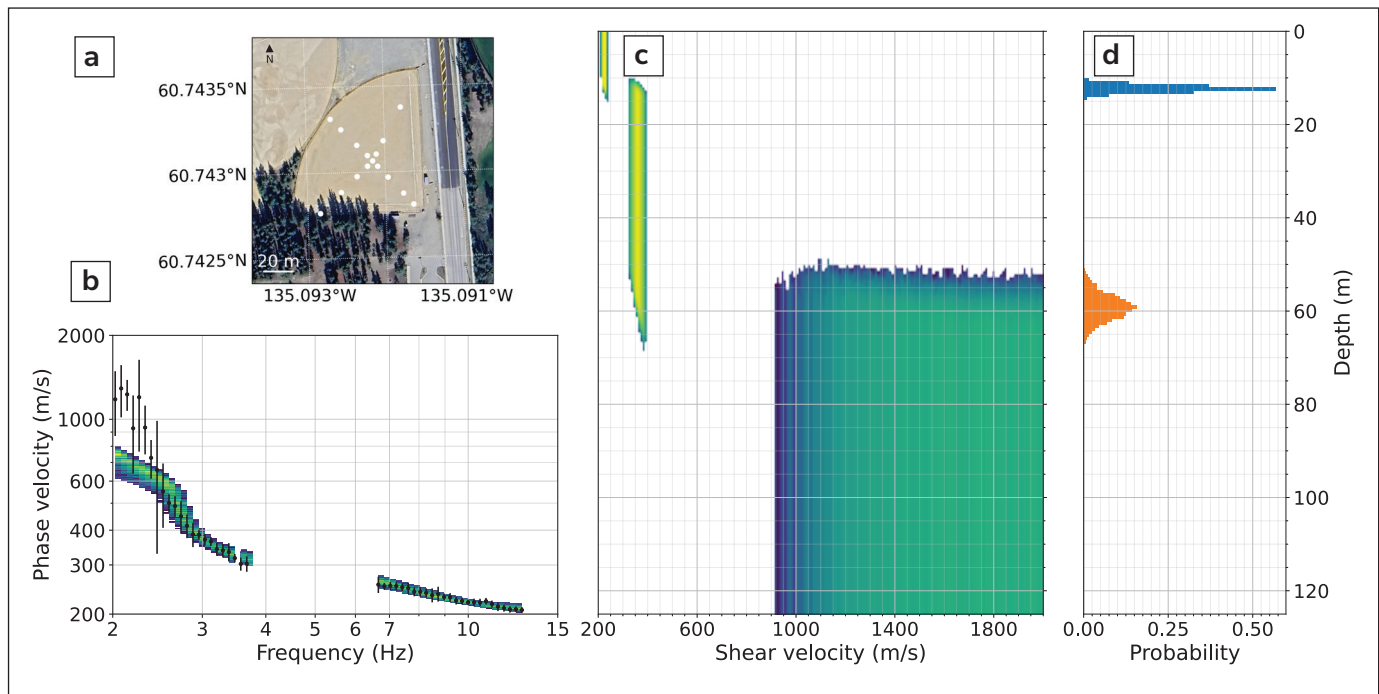 a
N
60.7435°N
60.743°N
60.7425°N
20 m
135.093°W 135.091°W
b
2000
1000
600
400
300
200
2 3 4 5 6 7 10 15
Phase velocity (m/s)
Frequency (Hz)
c
200 600 1000 1400 1800
Shear velocity (m/s)
d
0
20
40
60
80
100
120
Depth (m)
0.00 0.25 0.50
Probability